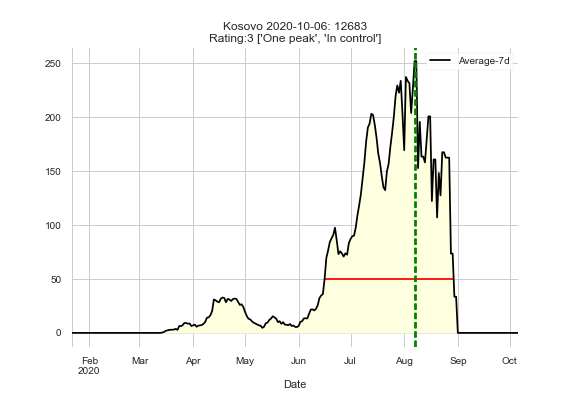 Kosovo 2020-10-06: 12683
Rating:3 ['One peak', 'In control']
Average-7d
250
200
150
100
50
0
Feb Mar Apr May Jun Jul Aug Sep Oct
2020
Date